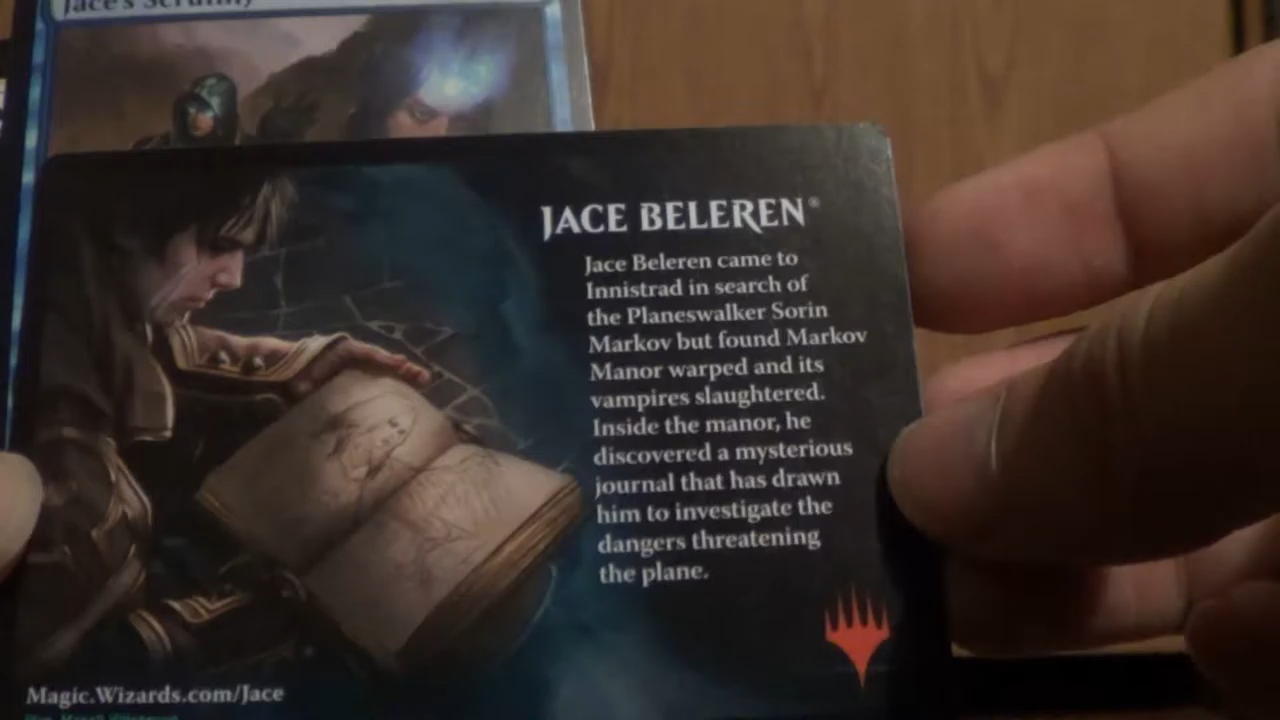 Jace's Scrutiny
JACE BELEREN®
Jace Beleren came to
Innistrad in search of
the Planeswalker Sorin
Markov but found Markov
Manor warped and its
vampires slaughtered.
Inside the manor, he
discovered a mysterious
journal that has drawn
him to investigate the
dangers threatening
the plane.
Magic.Wizards.com/Jace